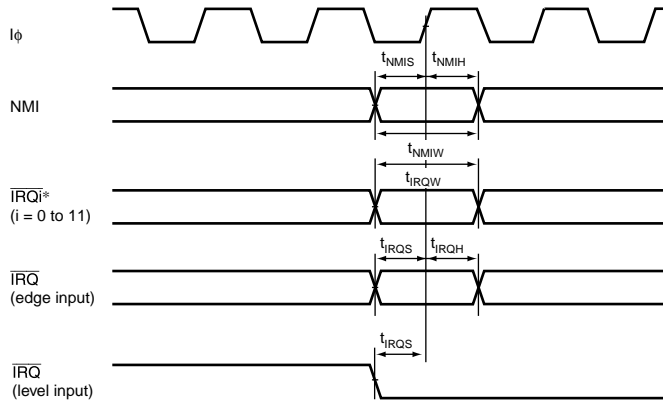 Iϕ
tNMIS tNMIH
NMI
tNMIW
IRQi*
(i = 0 to 11)
tIRQW
tIRQS tIRQH
IRQ
(edge input)
tIRQS
IRQ
(level input)